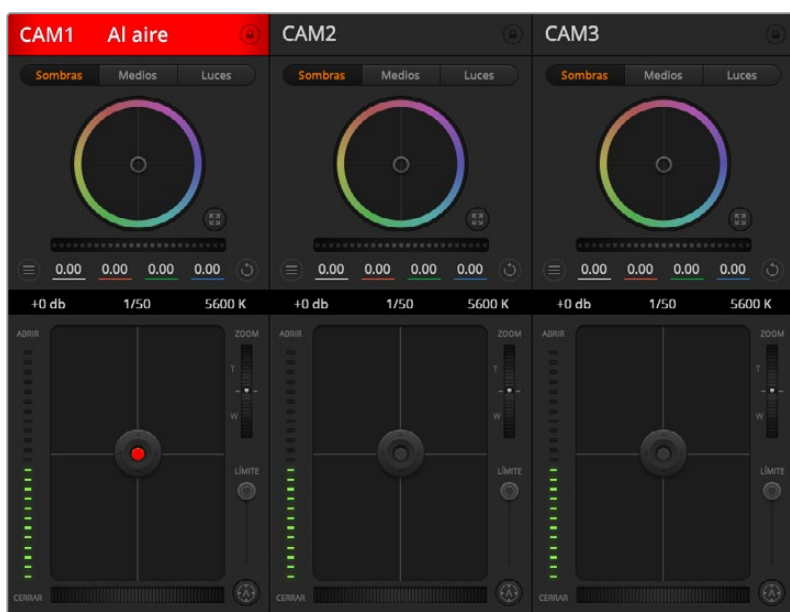 CAM1 Al aire CAM2 CAM3
Sombras Medios Luces Sombras Medios Luces Sombras Medios Luces
0.00 0.00 0.00 0.00 0.00 0.00 0.00 0.00 0.00 0.00 0.00 0.00
+0 db 1/50 5600 K +0 db 1/50 5600 K +0 db 1/50 5600 K
ABRIR ZOOM ABRIR ZOOM ABRIR ZOOM
T T T
W W W
LÍMITE LÍMITE LÍMITE
CERRAR A CERRAR A CERRAR A